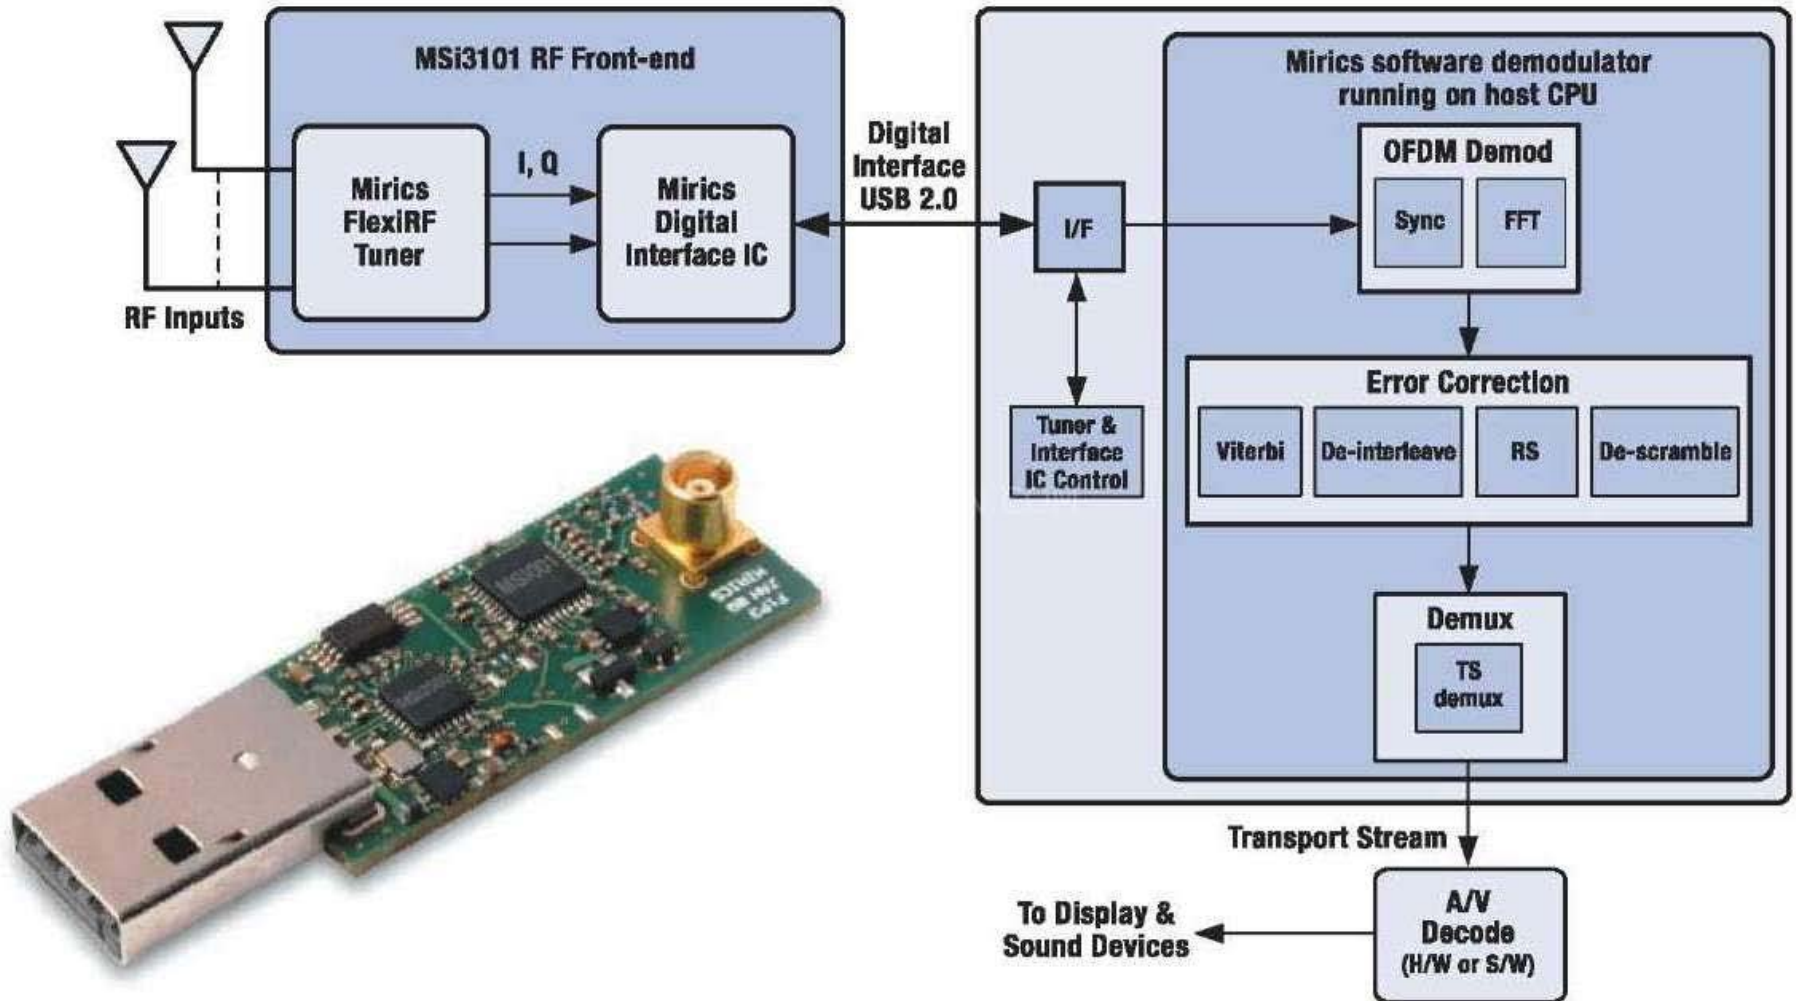 MSi3101 RF Front-end
Mirics
FlexiRF
Tuner
I, Q
Mirics
Digital
Interface IC
RF Inputs
Digital
Interface
USB 2.0
Mirics software demodulator
running on host CPU
I/F
Tuner &
Interface
IC Control
OFDM Demod
Sync
FFT
Error Correction
Viterbi
De-interleave
RS
De-scramble
Demux
TS
demux
Transport Stream
A/V
Decode
(H/W or S/W)
To Display &
Sound Devices
MIRICS